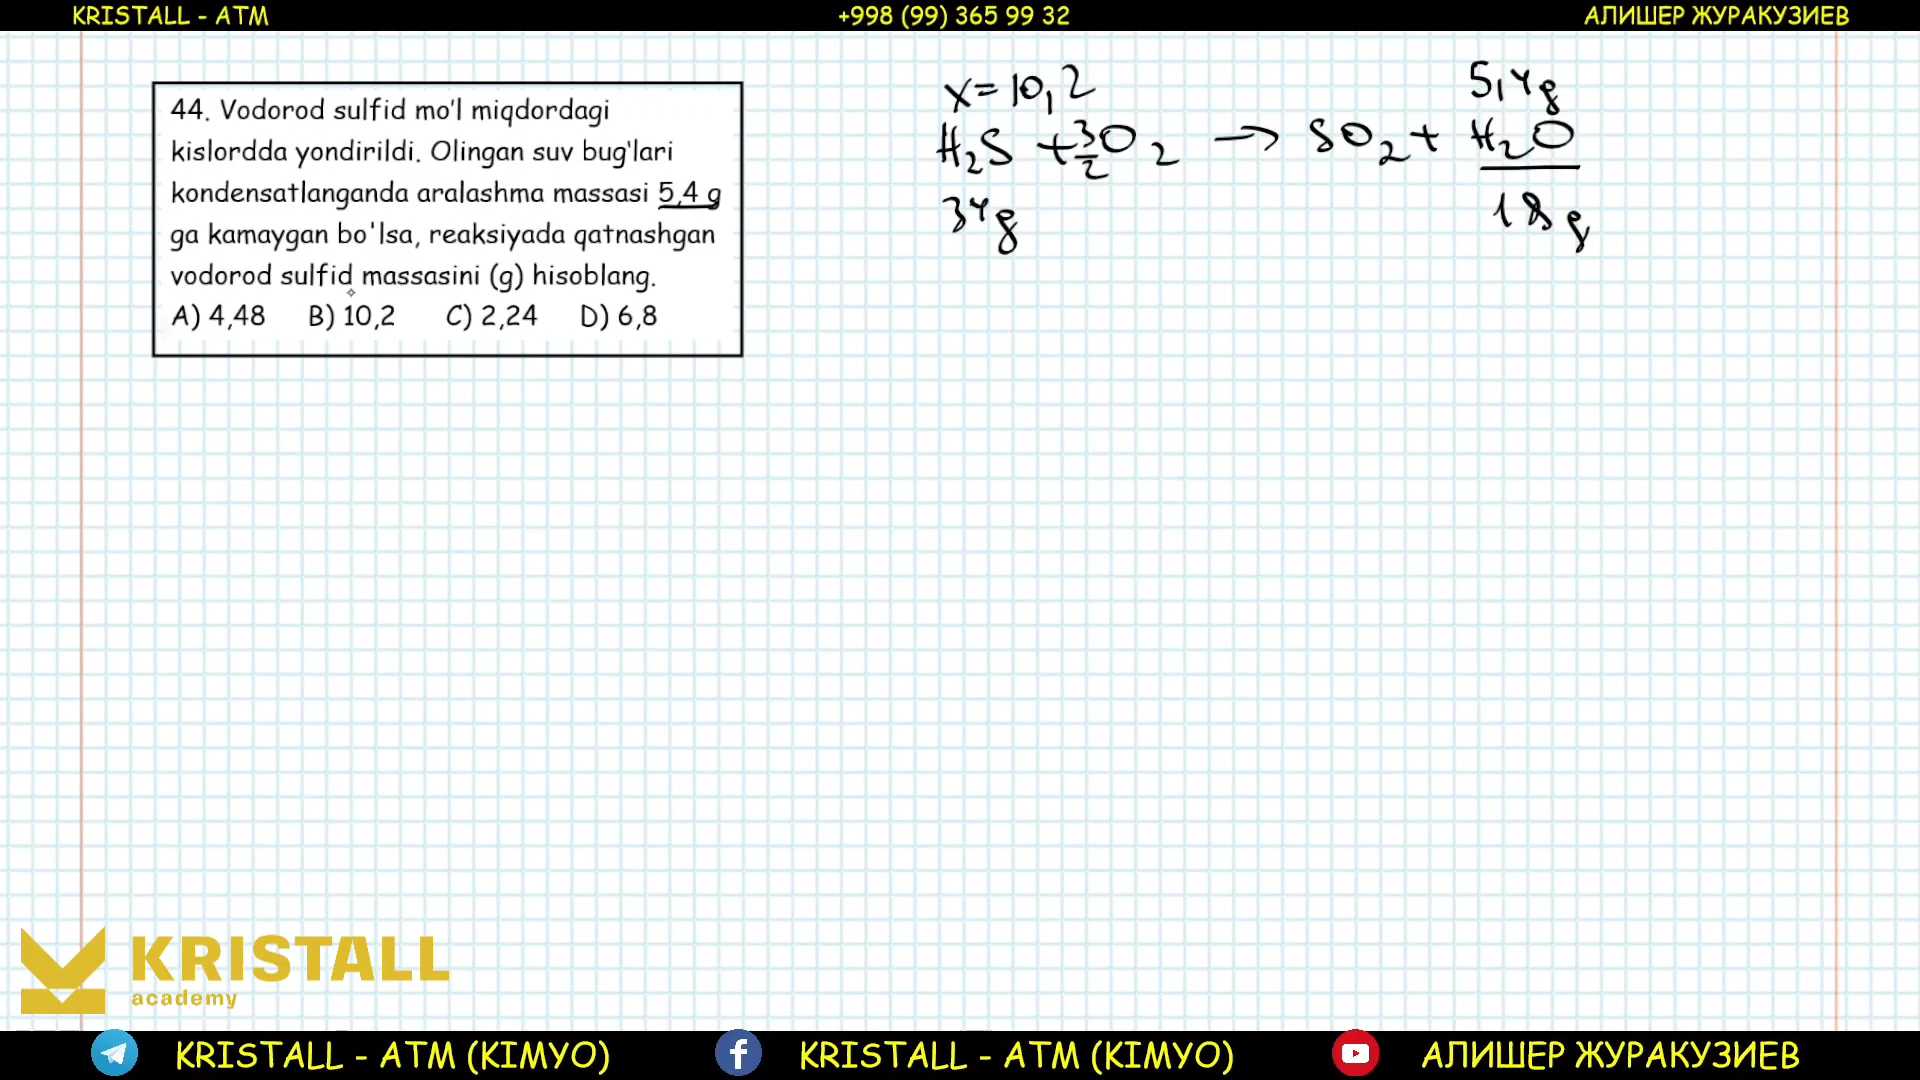 KRISTALL - ATM
+998 (99) 365 99 32
АЛИШЕР ЖУРАКУЗИЕВ
44. Vodorod sulfid mo'l miqdordagi
kislordda yondirildi. Olingan suv bug'lari
kondensatlanganda aralashma massasi 5,4 g
ga kamaygan bo'lsa, reaksiyada qatnashgan
vodorod sulfid massasini (g) hisoblang.
A) 4,48 B) 10,2 C) 2,24 D) 6,8
x=10,2 5,4g
H₂S + 3/2 O₂ → SO₂ + H₂O
34g 18g
KRISTALL
academy
KRISTALL - ATM (KIMYO)
KRISTALL - ATM (KIMYO)
АЛИШЕР ЖУРАКУЗИЕВ